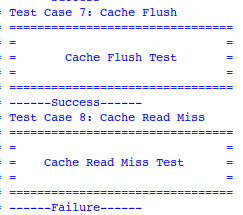 # Test Case 7: Cache Flush
# ================================
# =                              =
# =       Cache Flush Test       =
# =                              =
# ================================
# ------Success------
# Test Case 8: Cache Read Miss
# ================================
# =                              =
# =    Cache Read Miss Test      =
# =                              =
# ================================
# ------Failure------